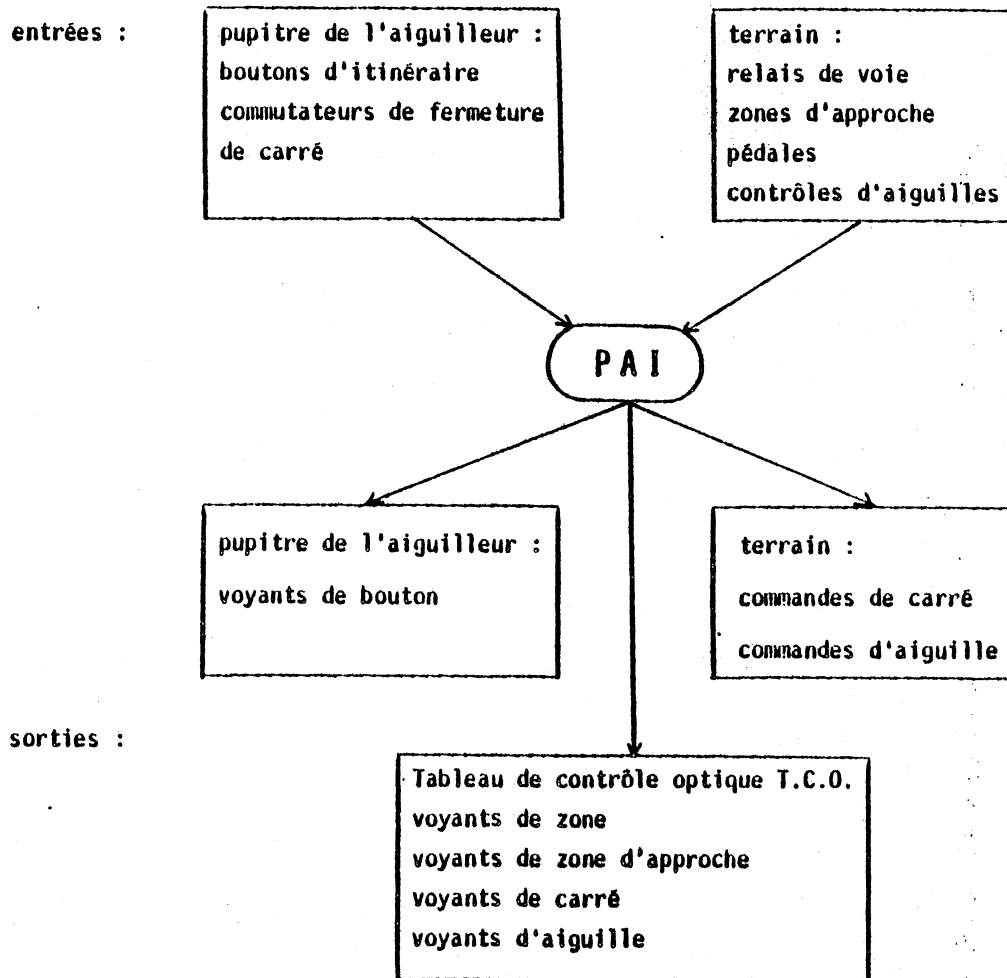 entrées :
pupitre de l'aiguilleur :
boutons d'itinéraire
commutateurs de fermeture
de carré
terrain :
relais de voie
zones d'approche
pédales
contrôles d'aiguilles
PAI
pupitre de l'aiguilleur :
voyants de bouton
terrain :
commandes de carré
commandes d'aiguille
sorties :
Tableau de contrôle optique T.C.O.
voyants de zone
voyants de zone d'approche
voyants de carré
voyants d'aiguille